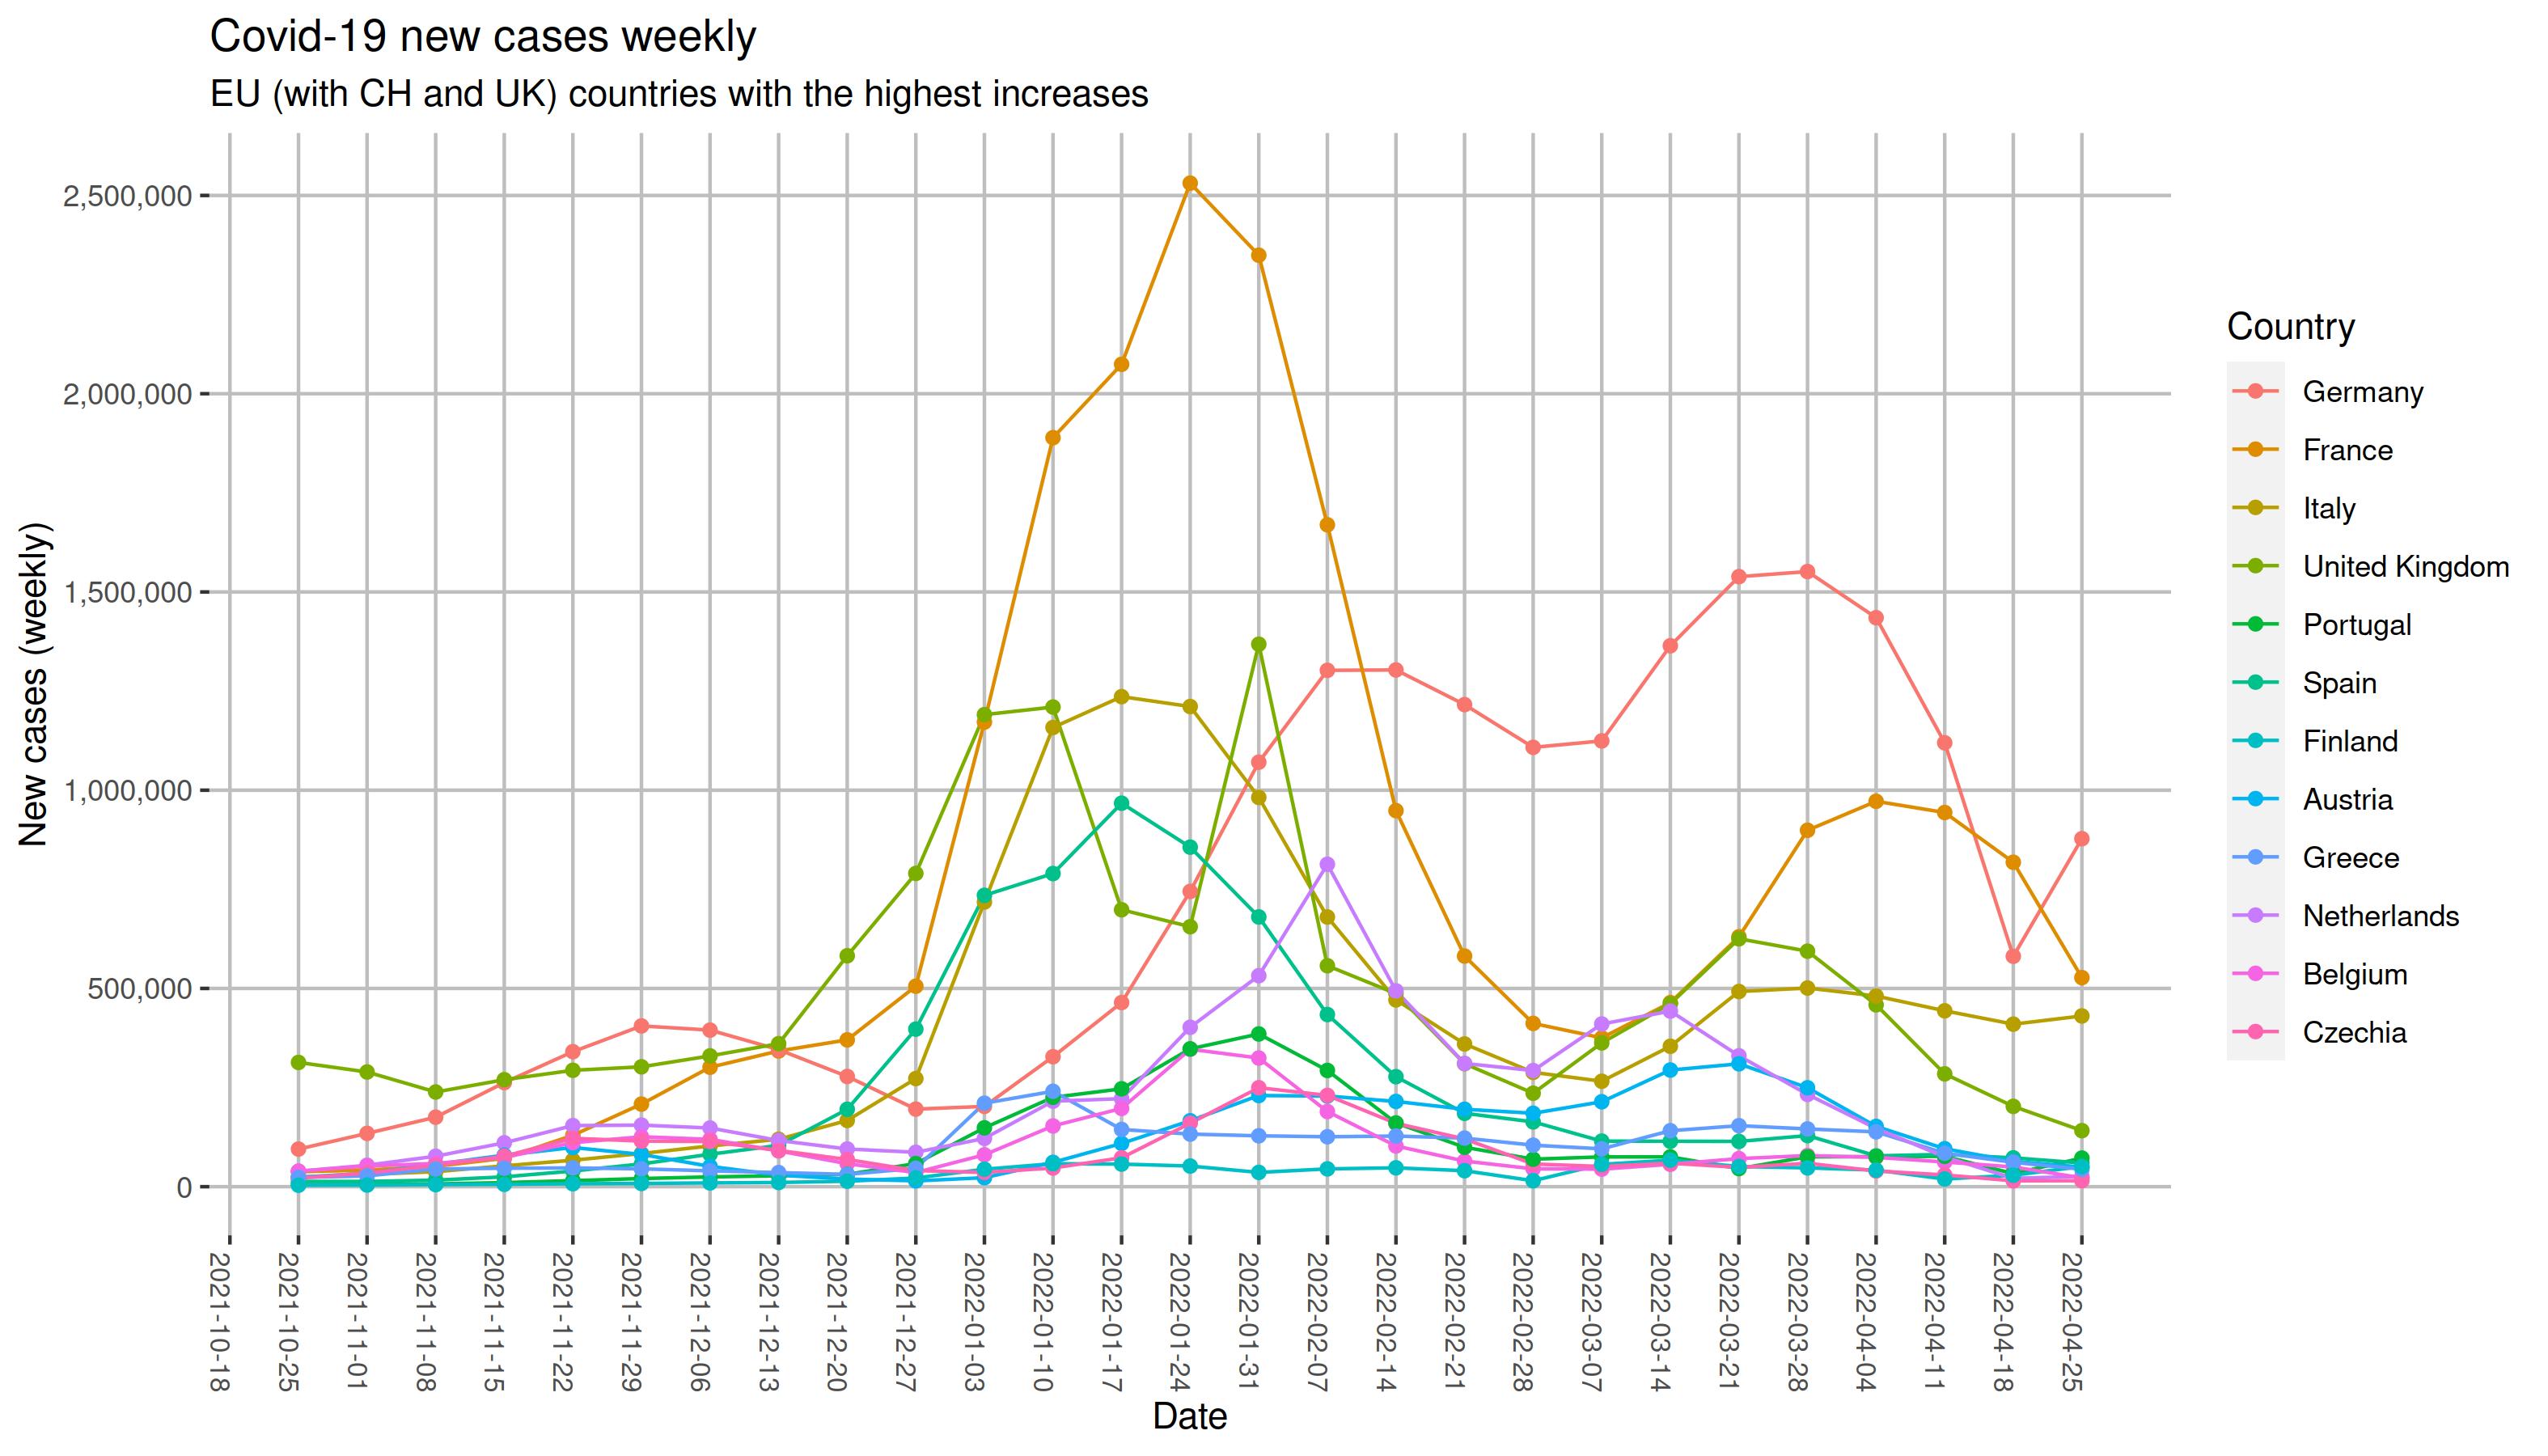 Covid-19 new cases weekly
EU (with CH and UK) countries with the highest increases
New cases (weekly)
2,500,000
2,000,000
1,500,000
1,000,000
500,000
0
2021-10-18
2021-10-25
2021-11-01
2021-11-08
2021-11-15
2021-11-22
2021-11-29
2021-12-06
2021-12-13
2021-12-20
2021-12-27
2022-01-03
2022-01-10
2022-01-17
2022-01-24
2022-01-31
2022-02-07
2022-02-14
2022-02-21
2022-02-28
2022-03-07
2022-03-14
2022-03-21
2022-03-28
2022-04-04
2022-04-11
2022-04-18
2022-04-25
Date
Country
Germany
France
Italy
United Kingdom
Portugal
Spain
Finland
Austria
Greece
Netherlands
Belgium
Czechia